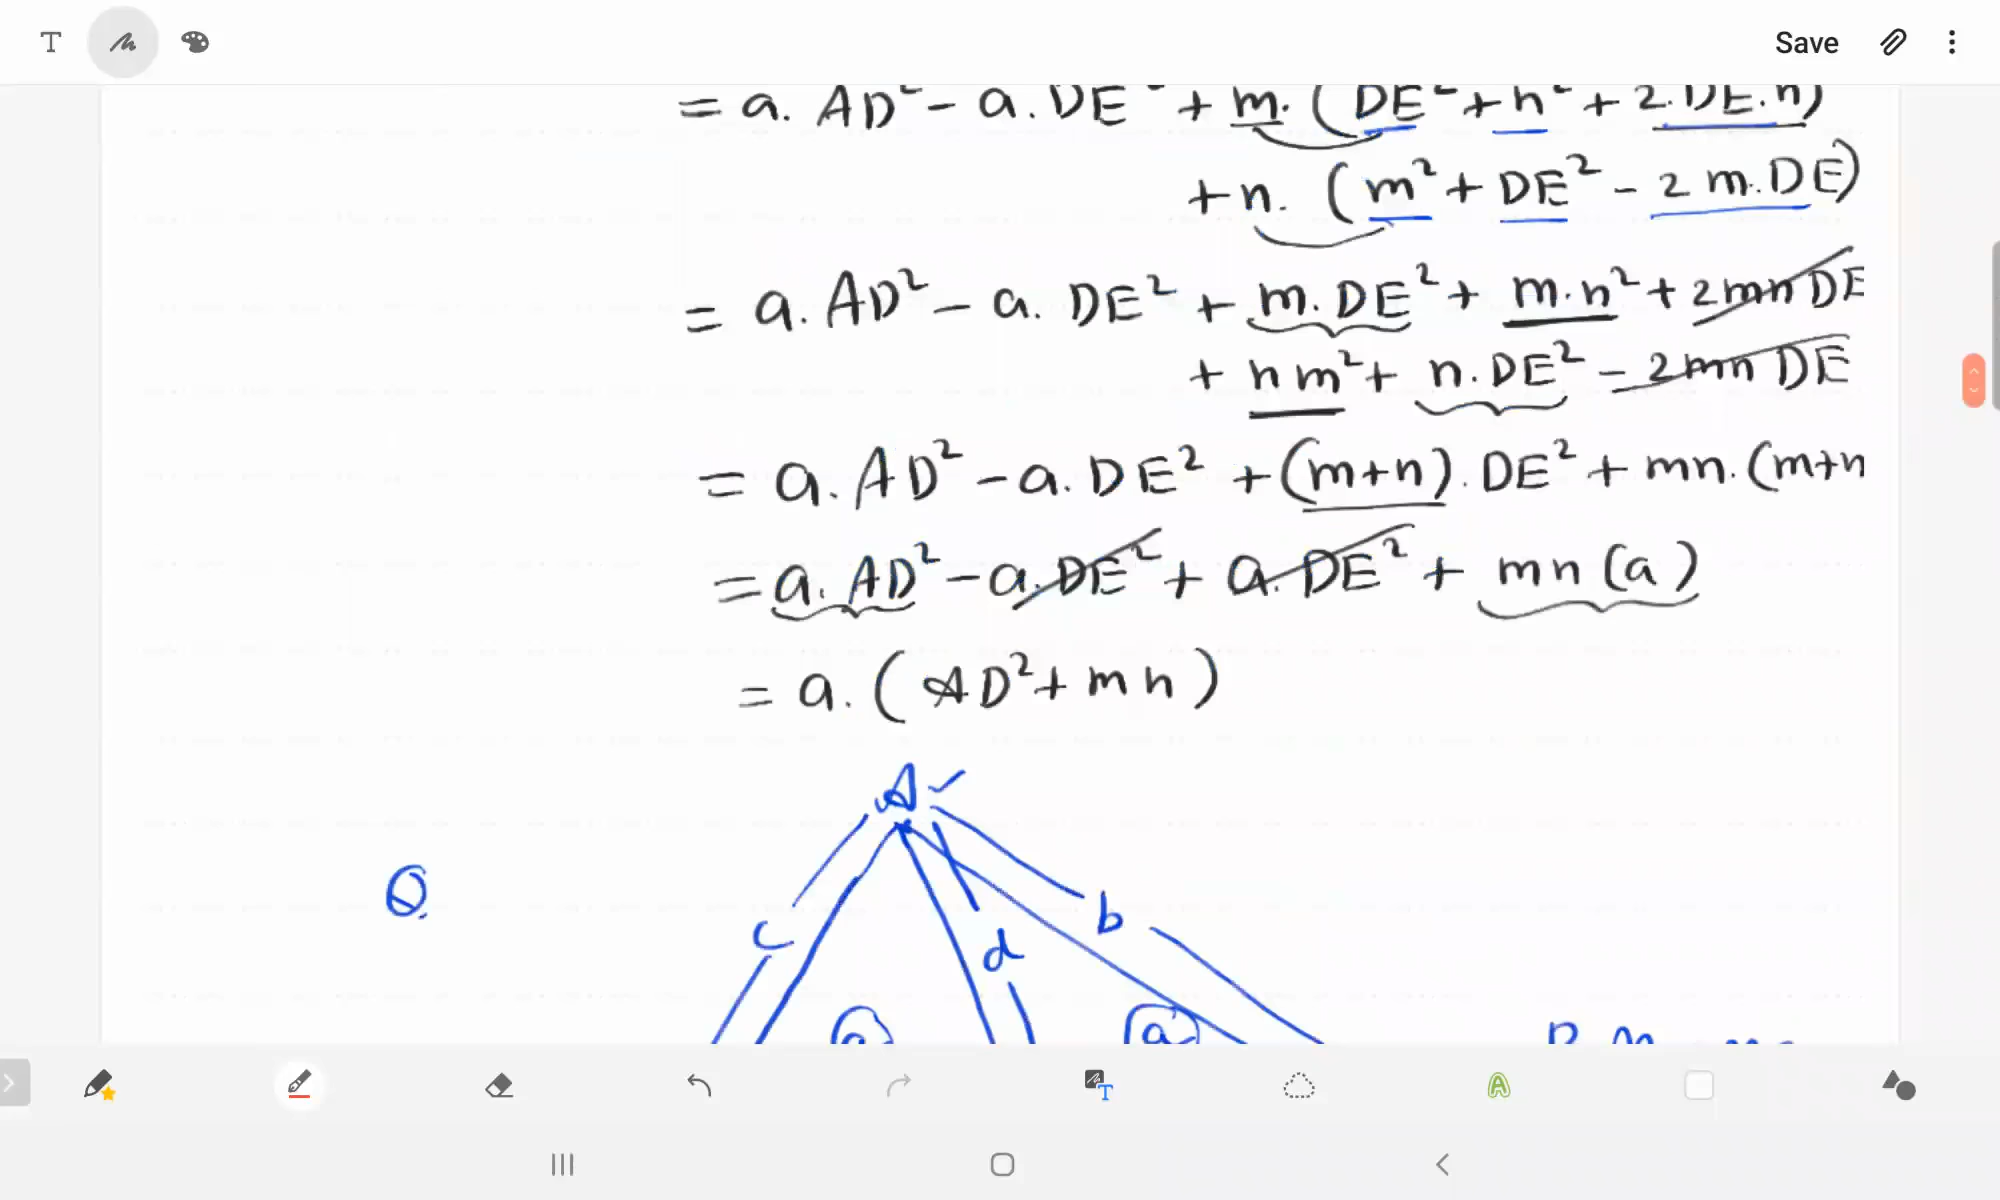 Save
= a. AD² - a. DE² + m. (DE² + n² + 2.DE.n)
+ n. (m² + DE² - 2 m. DE)
= a. AD² - a. DE² + m. DE² + m. n² + 2mn DE
+ n m² + n. DE² - 2mn DE
= a. AD² - a. DE² + (m+n). DE² + mn. (m+n
= a. AD² - a. DE² + a. DE² + mn (a)
= a. (AD² + mn)
A
Q
c
b
d
a